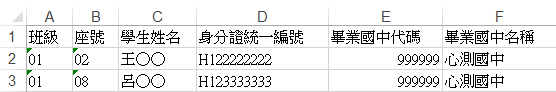 A B C D E F
1 班級 座號 學生姓名 身分證統一編號 畢業國中代碼 畢業國中名稱
2 01 02 王○○ H122222222 999999 心測國中
3 01 08 呂○○ H123333333 999999 心測國中